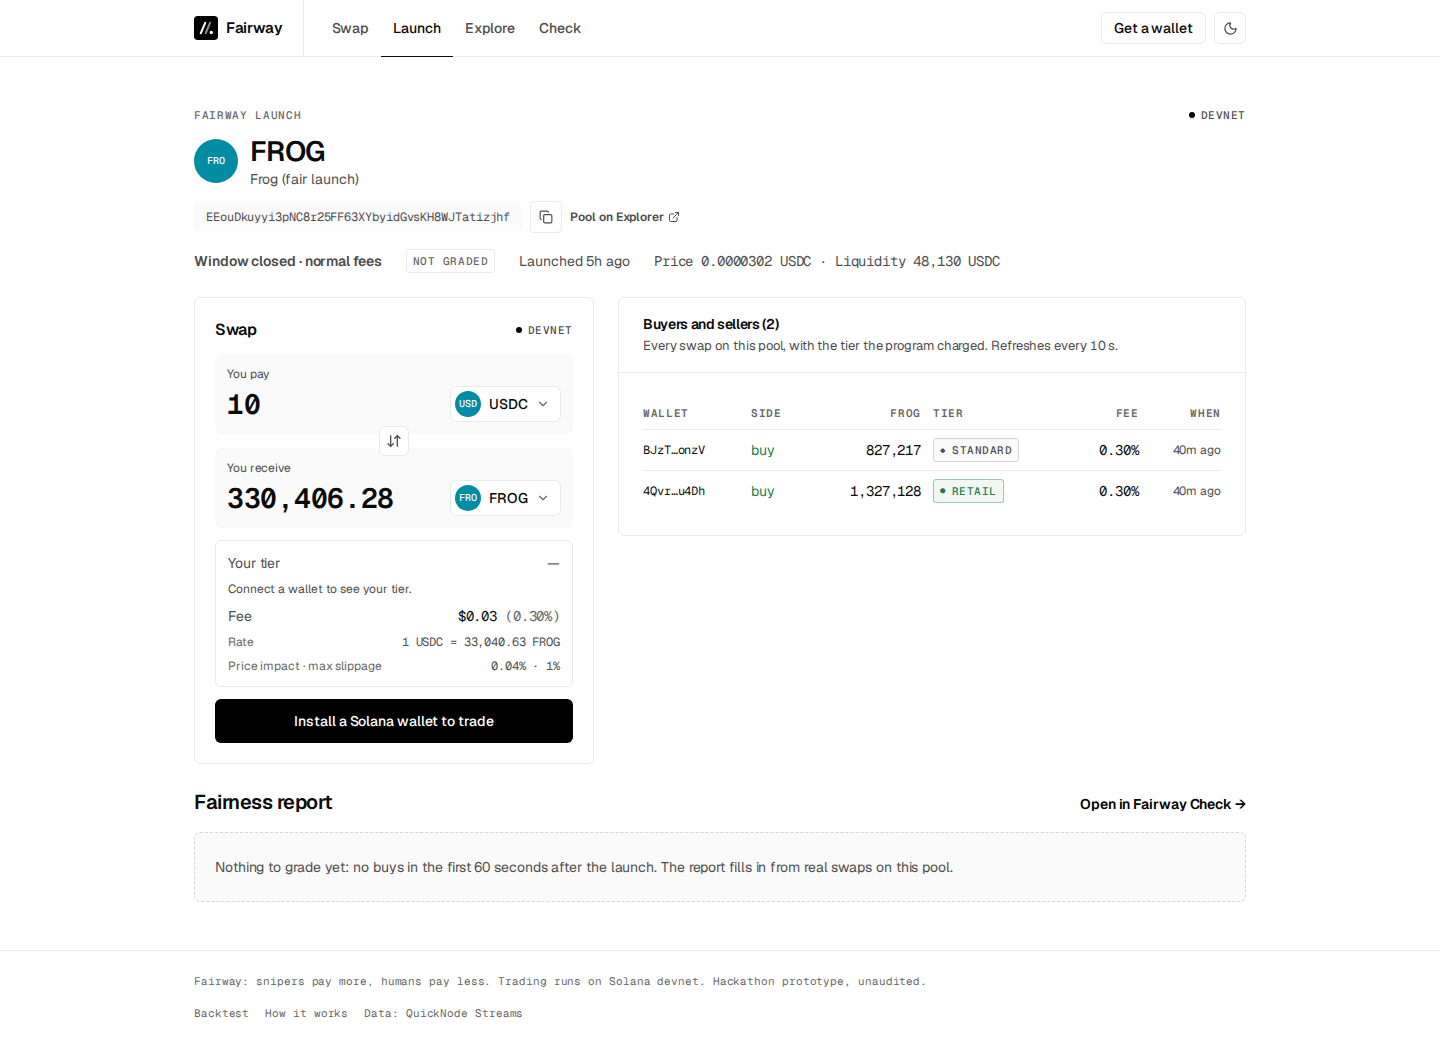 Fairway
Swap
Launch
Explore
Check
Get a wallet
FAIRWAY LAUNCH
DEVNET
FRO
FROG
Frog (fair launch)
EEouDkuyyi3pNC8r25FF63XYbyidGvsKH8WJTatizjhf
Pool on Explorer
Window closed · normal fees
NOT GRADED
Launched 5h ago
Price 0.0000302 USDC · Liquidity 48,130 USDC
Swap
DEVNET
You pay
10
USD USDC
You receive
330,406.28
FRO FROG
Your tier —
Connect a wallet to see your tier.
Fee $0.03 (0.30%)
Rate 1 USDC = 33,040.63 FROG
Price impact · max slippage 0.04% · 1%
Install a Solana wallet to trade
Buyers and sellers (2)
Every swap on this pool, with the tier the program charged. Refreshes every 10 s.
WALLET SIDE FROG TIER FEE WHEN
BJzT…onzV buy 827,217 STANDARD 0.30% 40m ago
4Qvr…u4Dh buy 1,327,128 RETAIL 0.30% 40m ago
Fairness report
Open in Fairway Check →
Nothing to grade yet: no buys in the first 60 seconds after the launch. The report fills in from real swaps on this pool.
Fairway: snipers pay more, humans pay less. Trading runs on Solana devnet. Hackathon prototype, unaudited.
Backtest How it works Data: QuickNode Streams